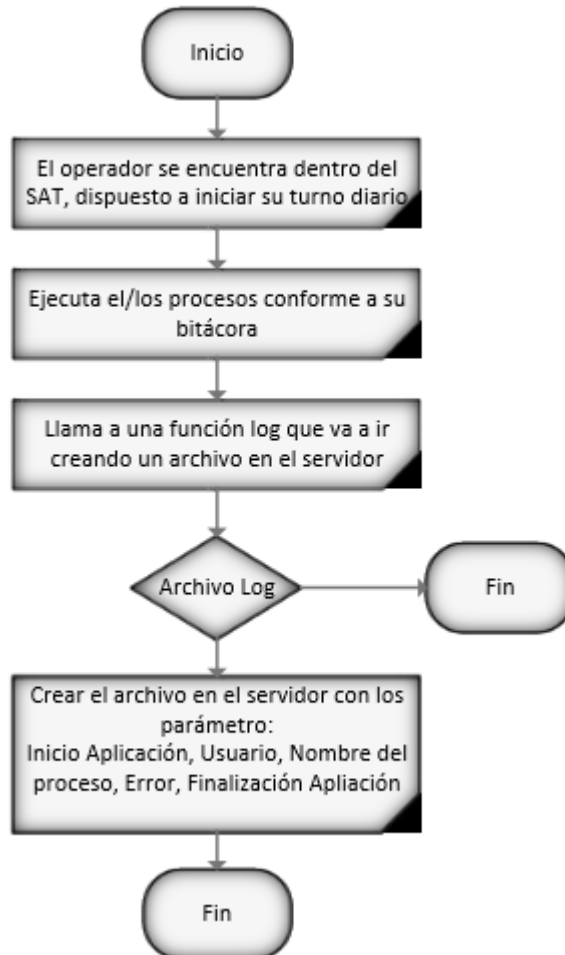 Inicio
El operador se encuentra dentro del
SAT, dispuesto a iniciar su turno diario
Ejecuta el/los procesos conforme a su
bitácora
Llama a una función log que va a ir
creando un archivo en el servidor
Archivo Log
Fin
Crear el archivo en el servidor con los
parámetro:
Inicio Aplicación, Usuario, Nombre del
proceso, Error, Finalización Apliación
Fin